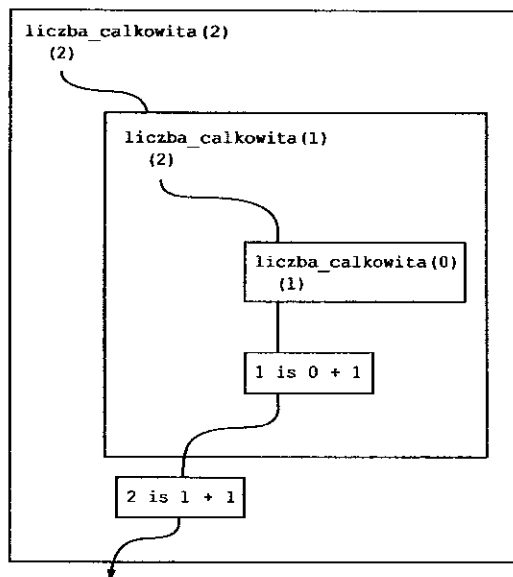 liczba_calkowita(2)
(2)
liczba_calkowita(1)
(2)
liczba_calkowita(0)
(1)
1 is 0 + 1
2 is 1 + 1